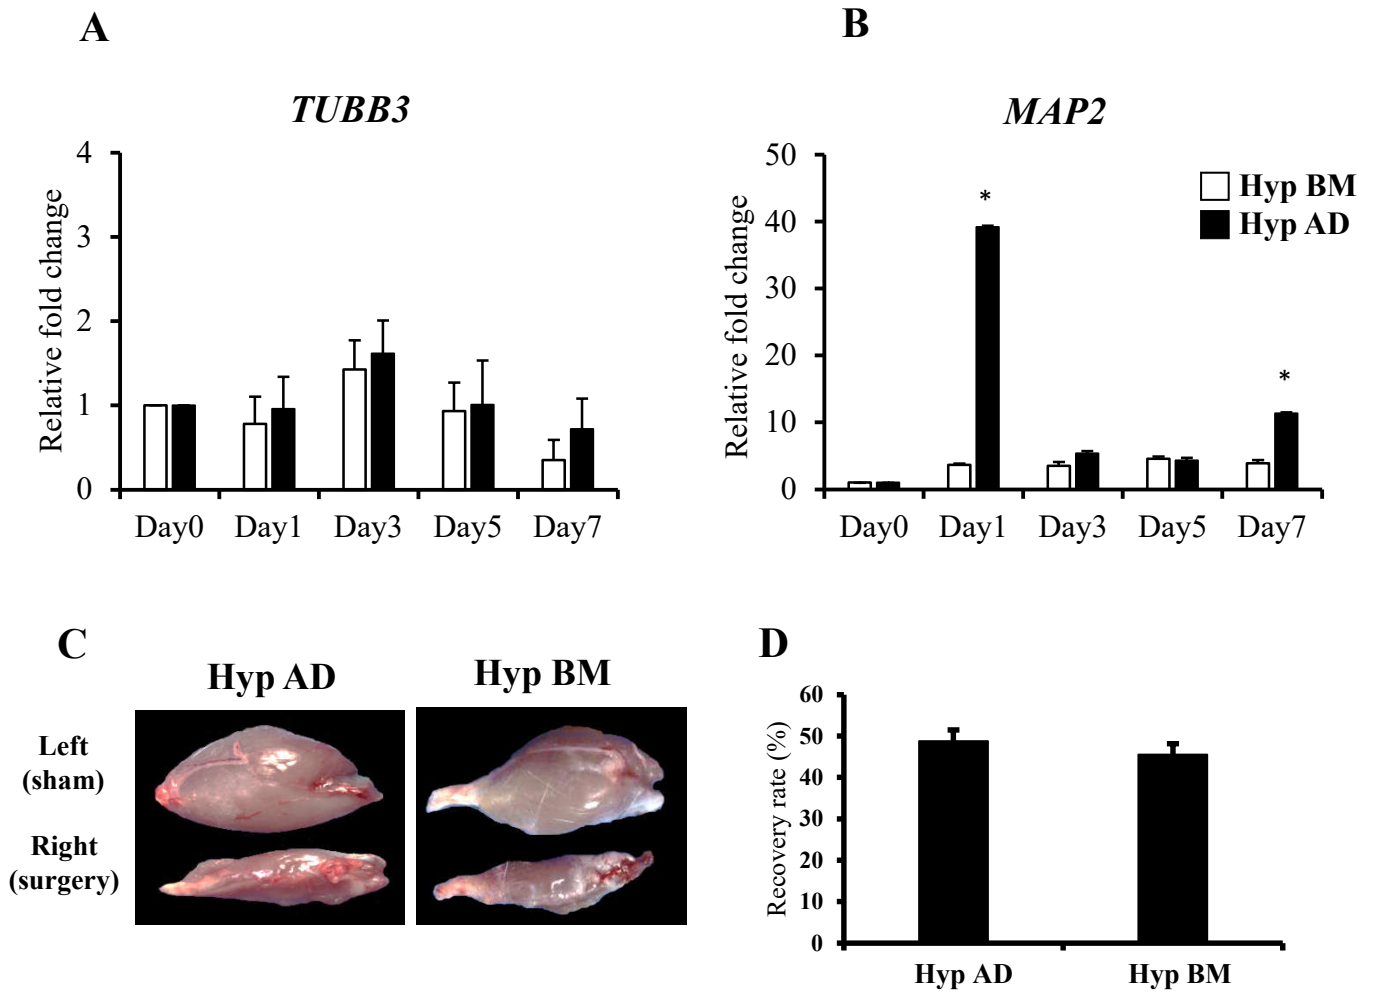 A
B
TUBB3
MAP2
Relative fold change
4
3
2
1
0
Day0 Day1 Day3 Day5 Day7
Relative fold change
50
40
30
20
10
0
*
*
Day0 Day1 Day3 Day5 Day7
Hyp BM
Hyp AD
C
Hyp AD
Hyp BM
Left
(sham)
Right
(surgery)
D
Recovery rate (%)
60
50
40
30
20
10
0
Hyp AD Hyp BM